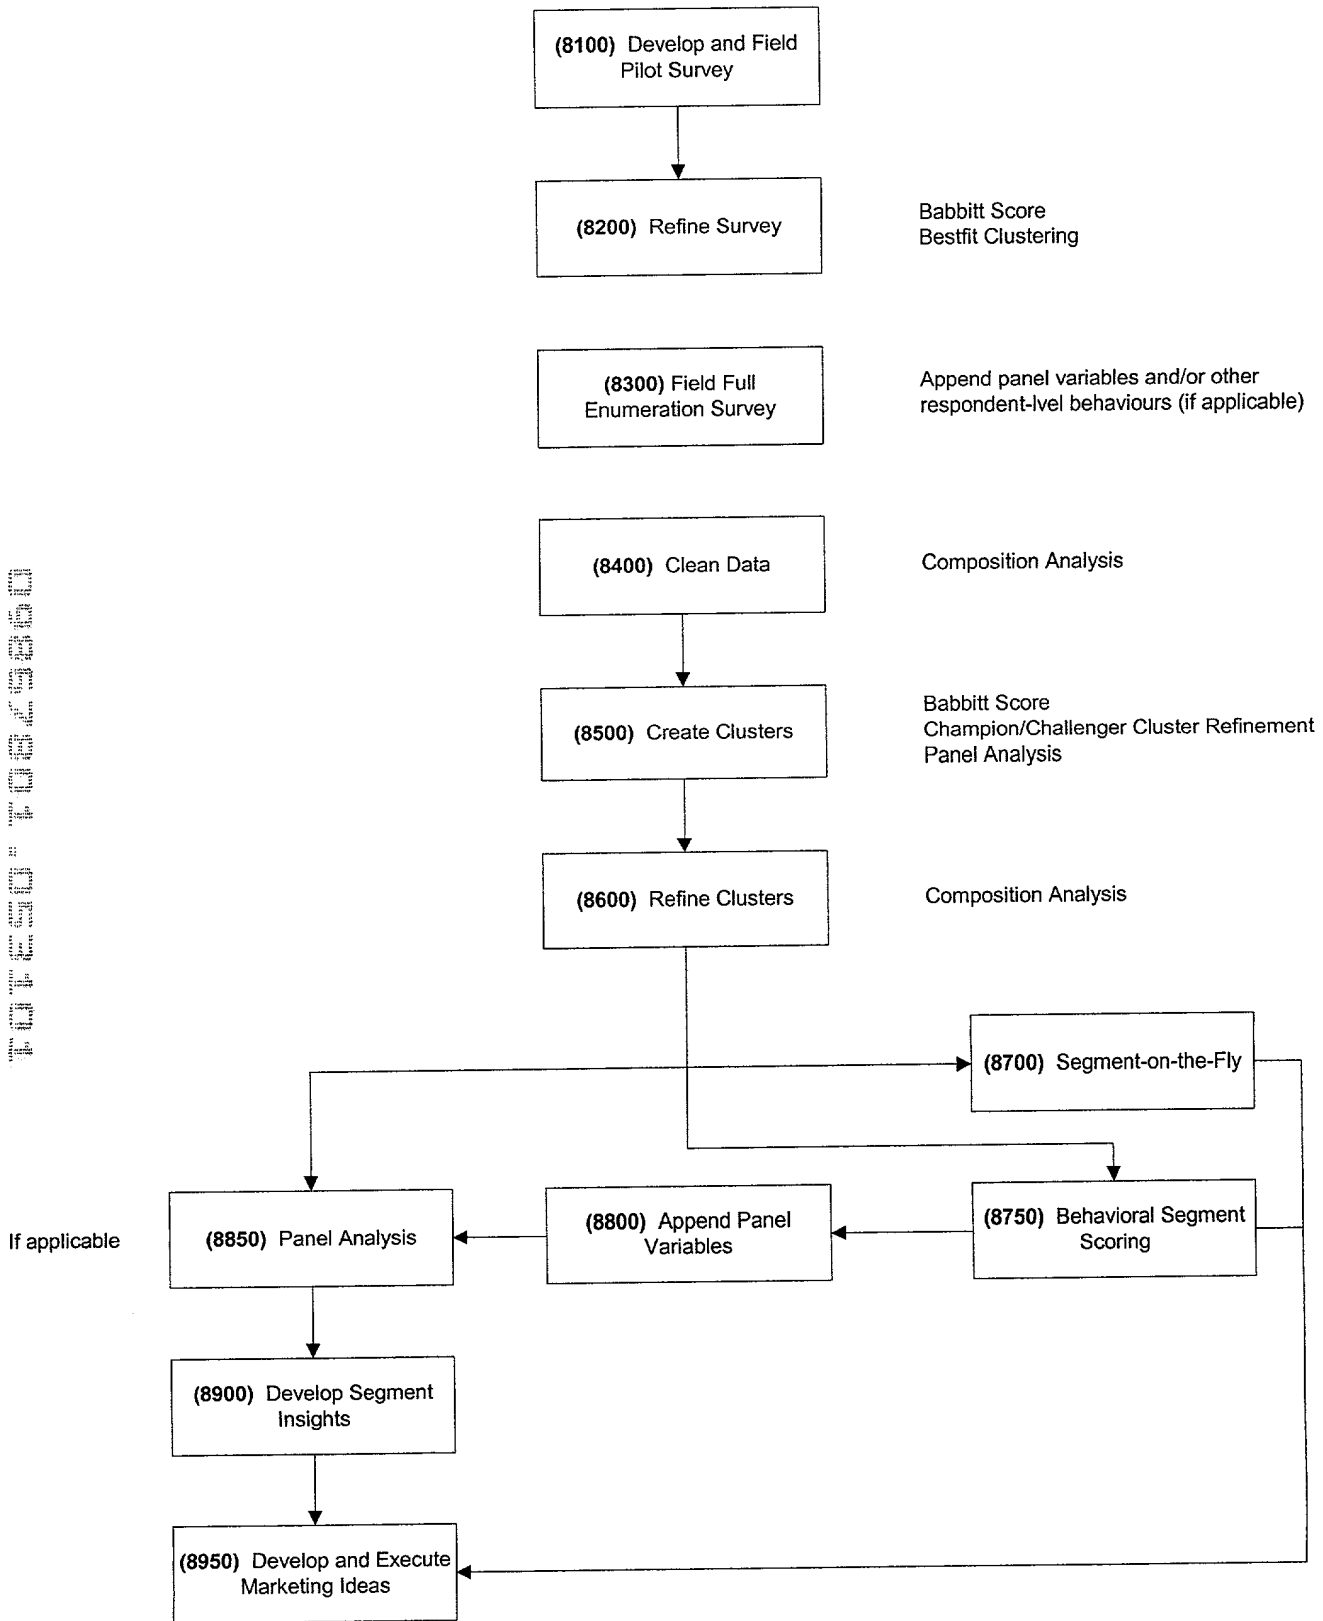 (8100) Develop and Field
Pilot Survey
(8200) Refine Survey
Babbitt Score
Bestfit Clustering
(8300) Field Full
Enumeration Survey
Append panel variables and/or other
respondent-lvel behaviours (if applicable)
(8400) Clean Data
Composition Analysis
(8500) Create Clusters
Babbitt Score
Champion/Challenger Cluster Refinement
Panel Analysis
(8600) Refine Clusters
Composition Analysis
(8700) Segment-on-the-Fly
If applicable
(8850) Panel Analysis
(8800) Append Panel
Variables
(8750) Behavioral Segment
Scoring
(8900) Develop Segment
Insights
(8950) Develop and Execute
Marketing Ideas